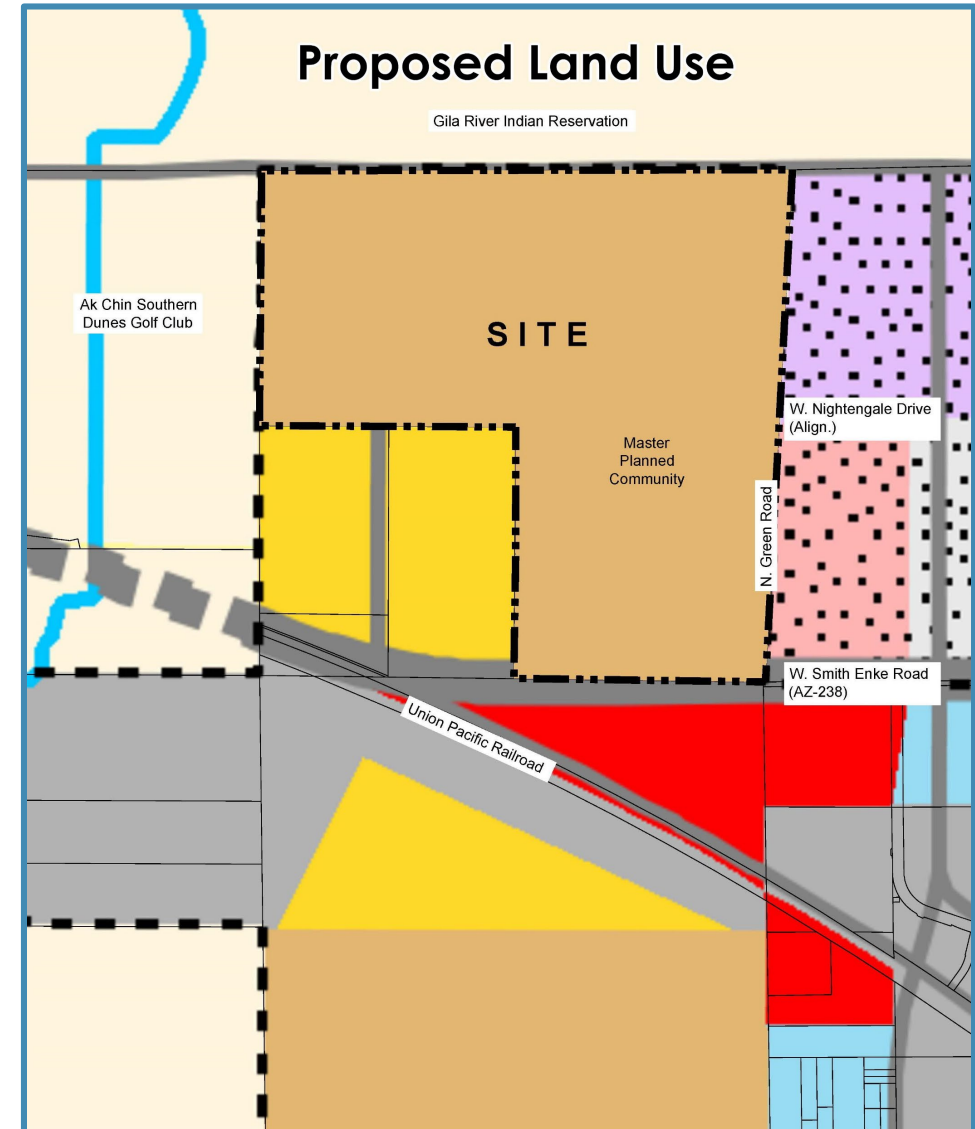 Proposed Land Use
Gila River Indian Reservation
Ak Chin Southern
Dunes Golf Club
SITE
W. Nightengale Drive
(Align.)
Master
Planned
Community
N. Green Road
W. Smith Enke Road
(AZ-238)
Union Pacific Railroad